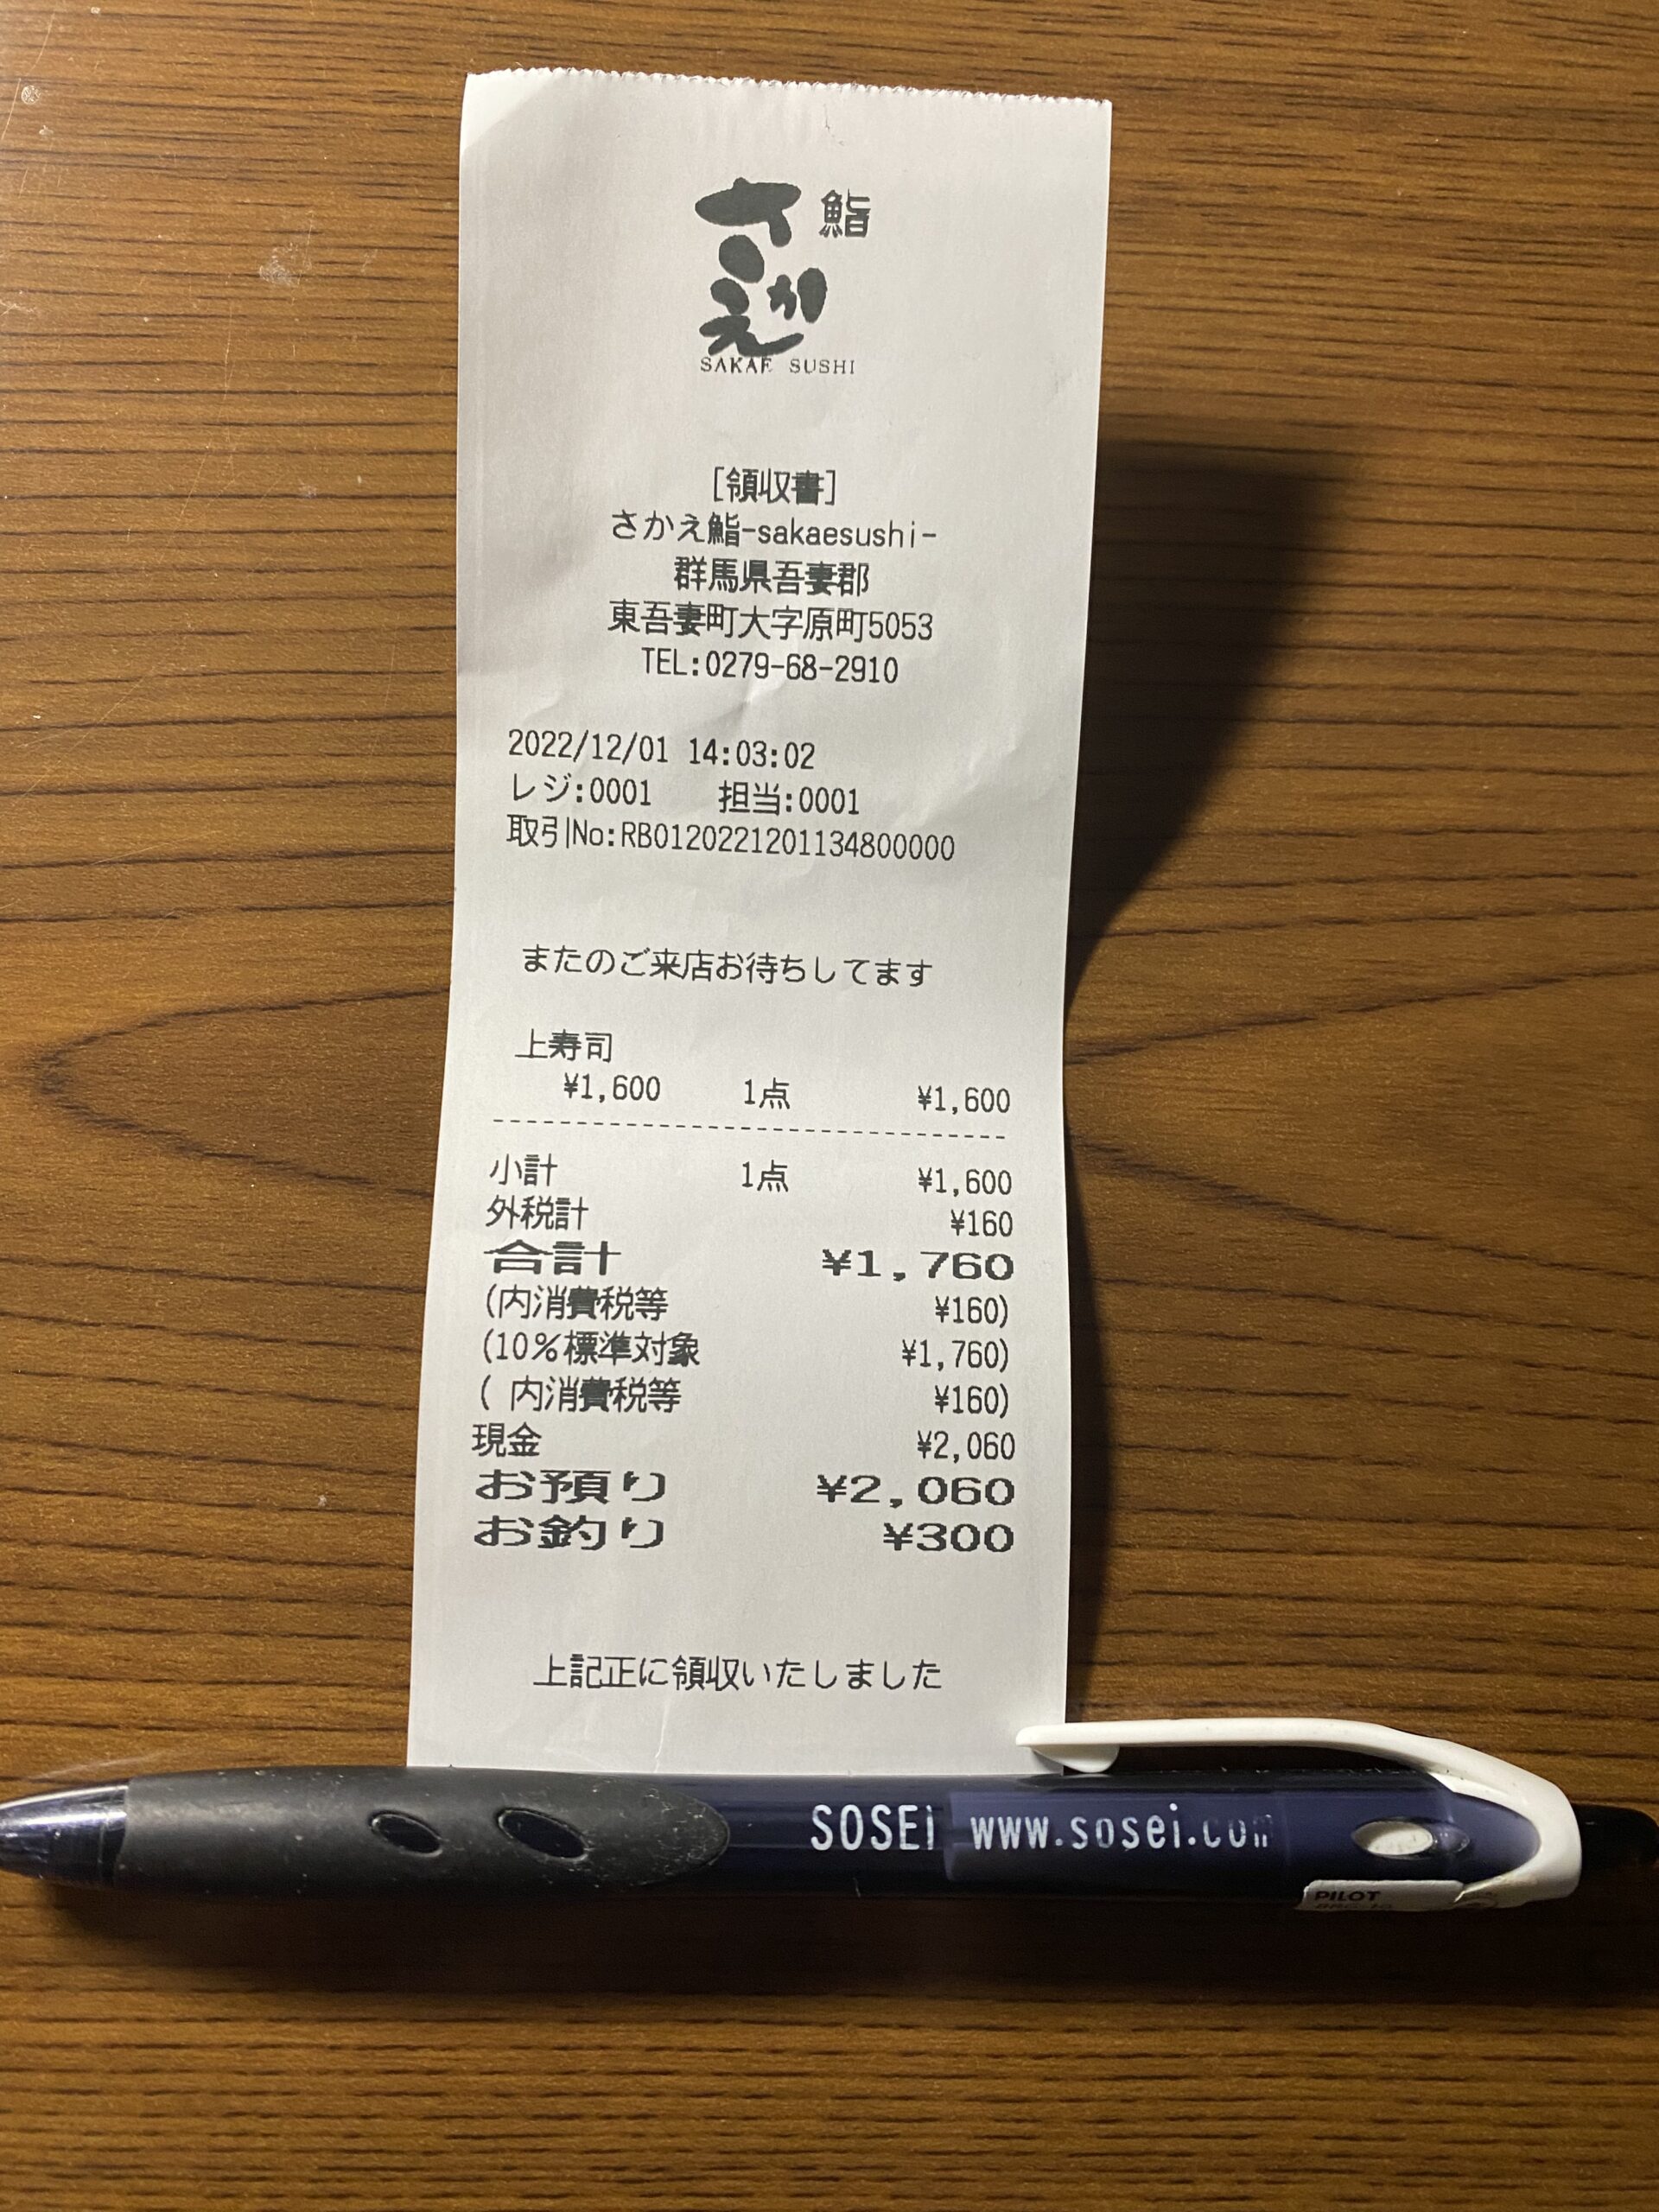 さかえ 鮨
SAKAE SUSHI
[領収書]
さかえ鮨-sakaesushi-
群馬県吾妻郡
東吾妻町大字原町5053
TEL:0279-68-2910
2022/12/01 14:03:02
レジ:0001 担当:0001
取引No:RB0120221201134800000
またのご来店お待ちしてます
上寿司
¥1,600 1点 ¥1,600
小計 1点 ¥1,600
外税計 ¥160
合計 ¥1,760
(内消費税等 ¥160)
(10%標準対象 ¥1,760)
( 内消費税等 ¥160)
現金 ¥2,060
お預り ¥2,060
お釣り ¥300
上記正に領収いたしました
SOSEI www.sosei.com
PILOT